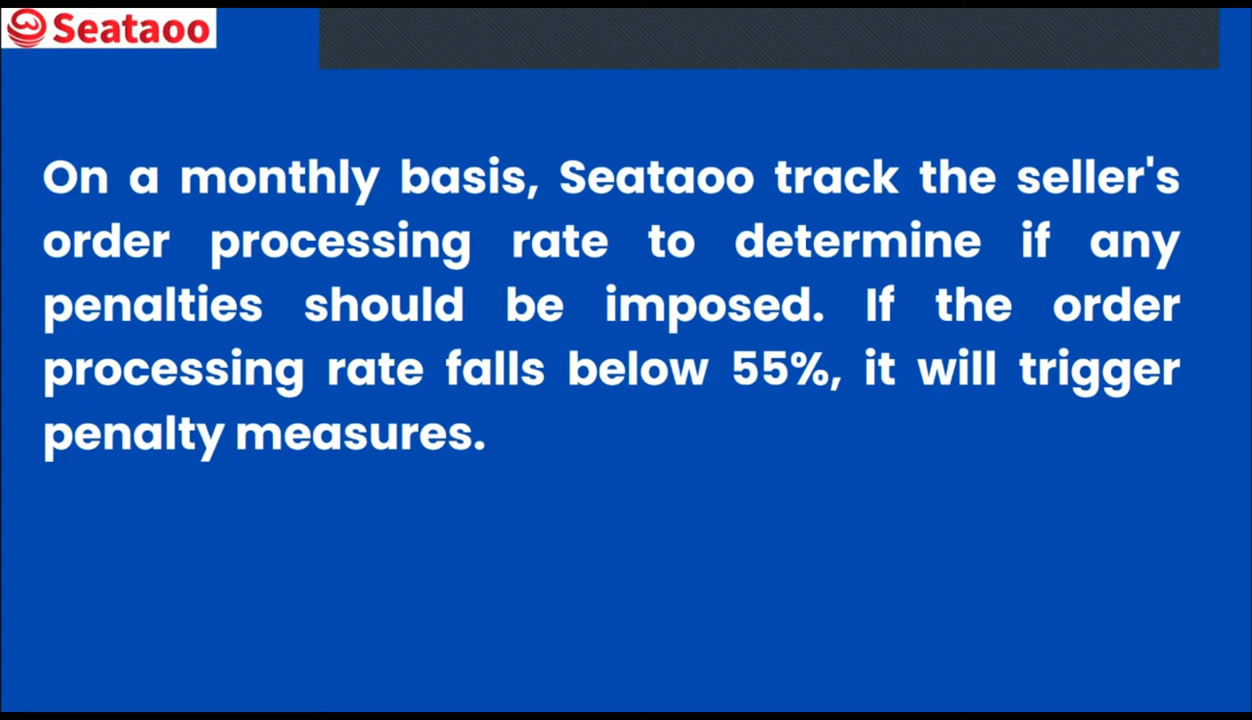 Seataoo
On a monthly basis, Seataoo track the seller's
order processing rate to determine if any
penalties should be imposed. If the order
processing rate falls below 55%, it will trigger
penalty measures.